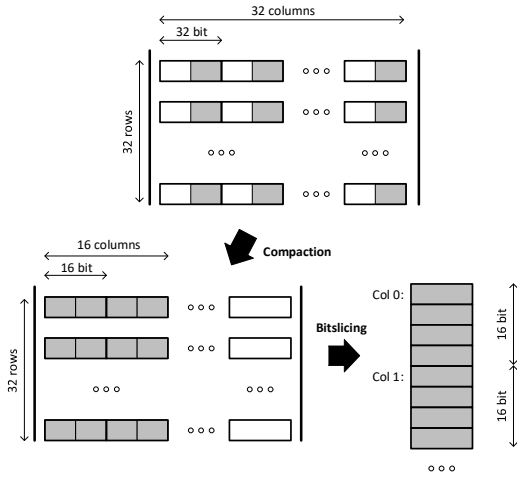 32 columns
32 bit
32 rows
Compaction
16 columns
16 bit
32 rows
Bitslicing
Col 0:
Col 1:
16 bit
16 bit